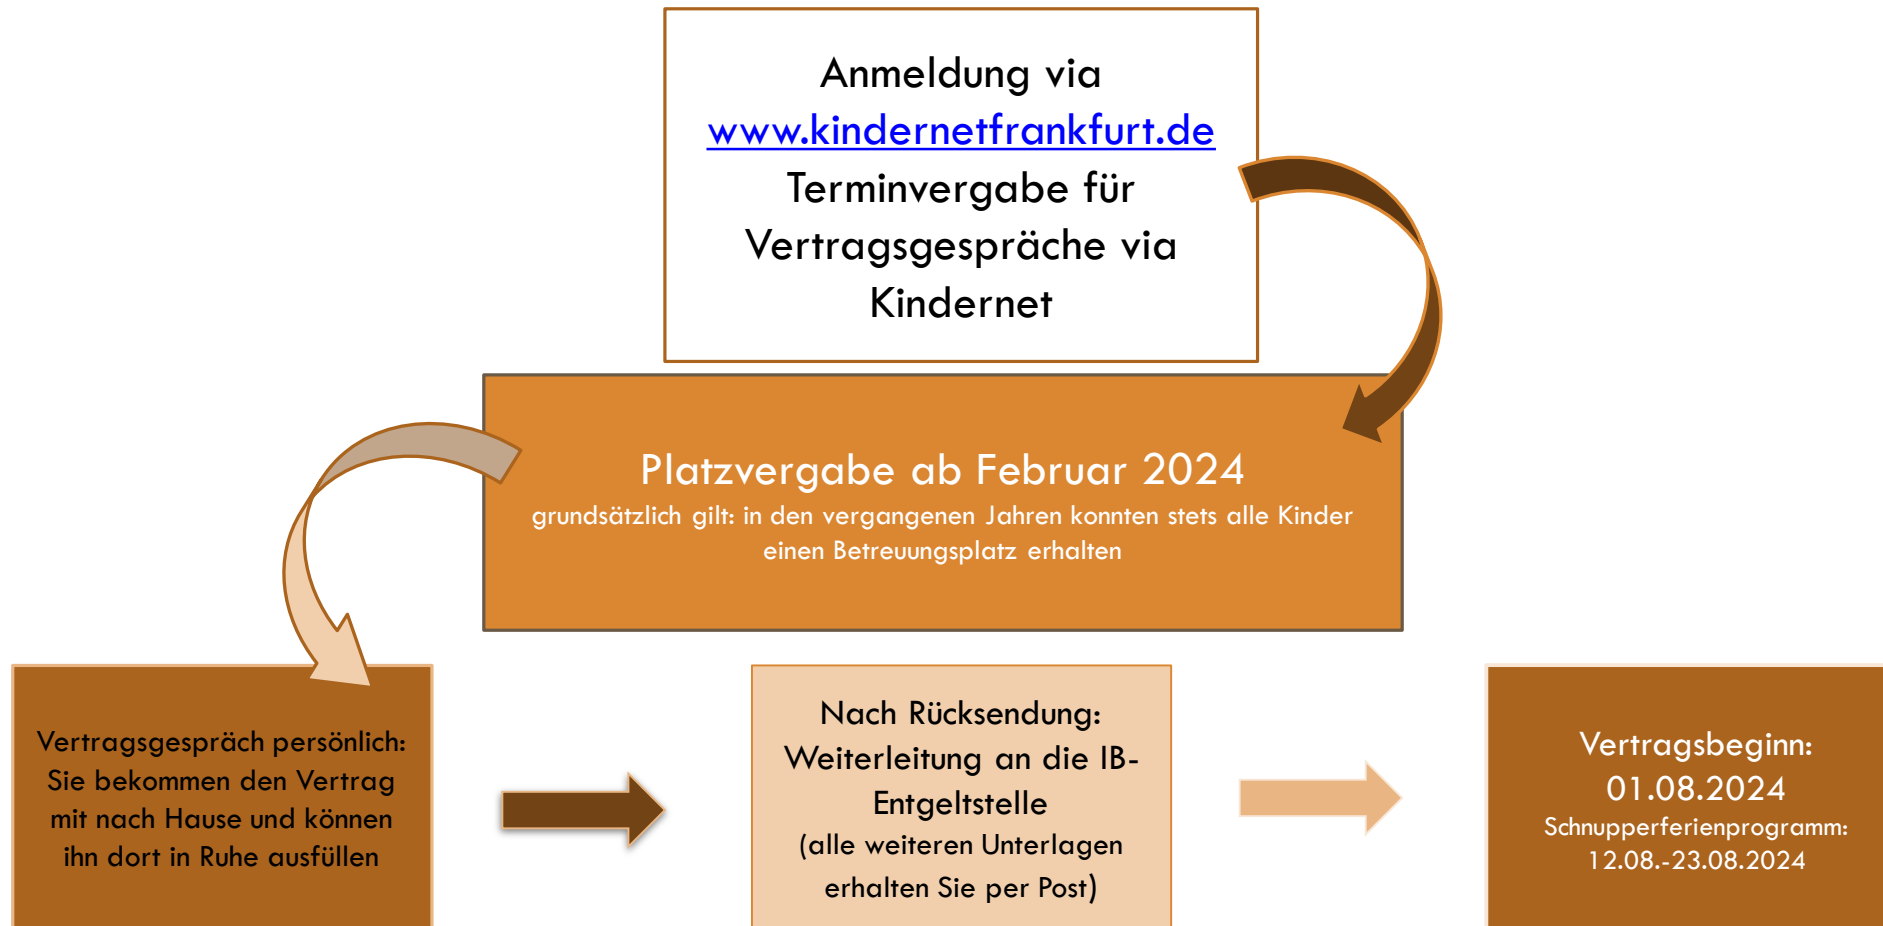 Anmeldung via
www.kindernetfrankfurt.de
Terminvergabe für
Vertragsgespräche via
Kindernet
Platzvergabe ab Februar 2024
grundsätzlich gilt: in den vergangenen Jahren konnten stets alle Kinder
einen Betreuungsplatz erhalten
Vertragsgespräch persönlich:
Sie bekommen den Vertrag
mit nach Hause und können
ihn dort in Ruhe ausfüllen
Nach Rücksendung:
Weiterleitung an die IB-
Entgeltstelle
(alle weiteren Unterlagen
erhalten Sie per Post)
Vertragsbeginn:
01.08.2024
Schnupperferienprogramm:
12.08.-23.08.2024